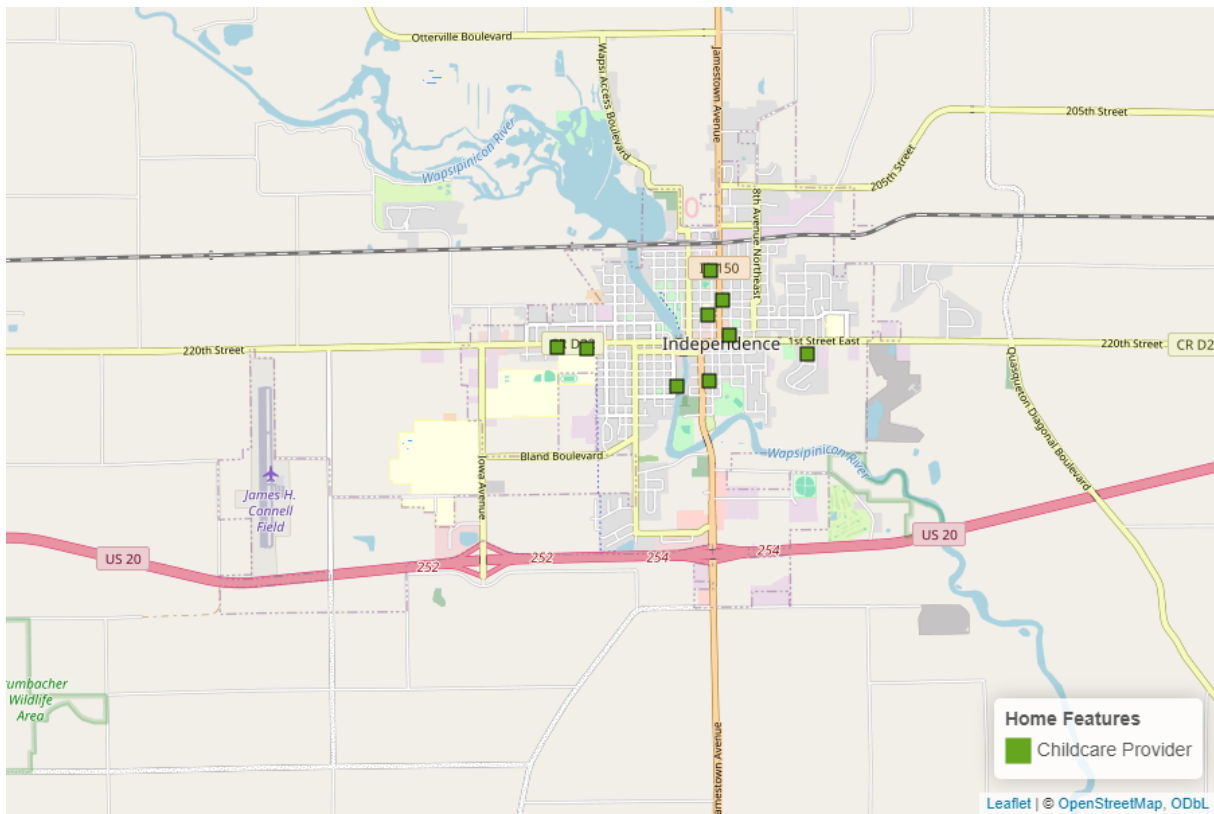 Otterville Boulevard
Wapsi Access Boulevard
Jamestown Avenue
205th Street
Wapsipinicon River
205th Street
8th Avenue Northeast
150
Independence
1st Street East
220th Street
220th Street
CR D2
Quasqueton Diagonal Boulevard
Bland Boulevard
Wapsipinicon River
Iowa Avenue
James H.
Connell
Field
US 20
252
252
254
254
US 20
Wildlife
Area
Jamestown Avenue
Home Features
Childcare Provider
Leaflet | © OpenStreetMap, ODbL